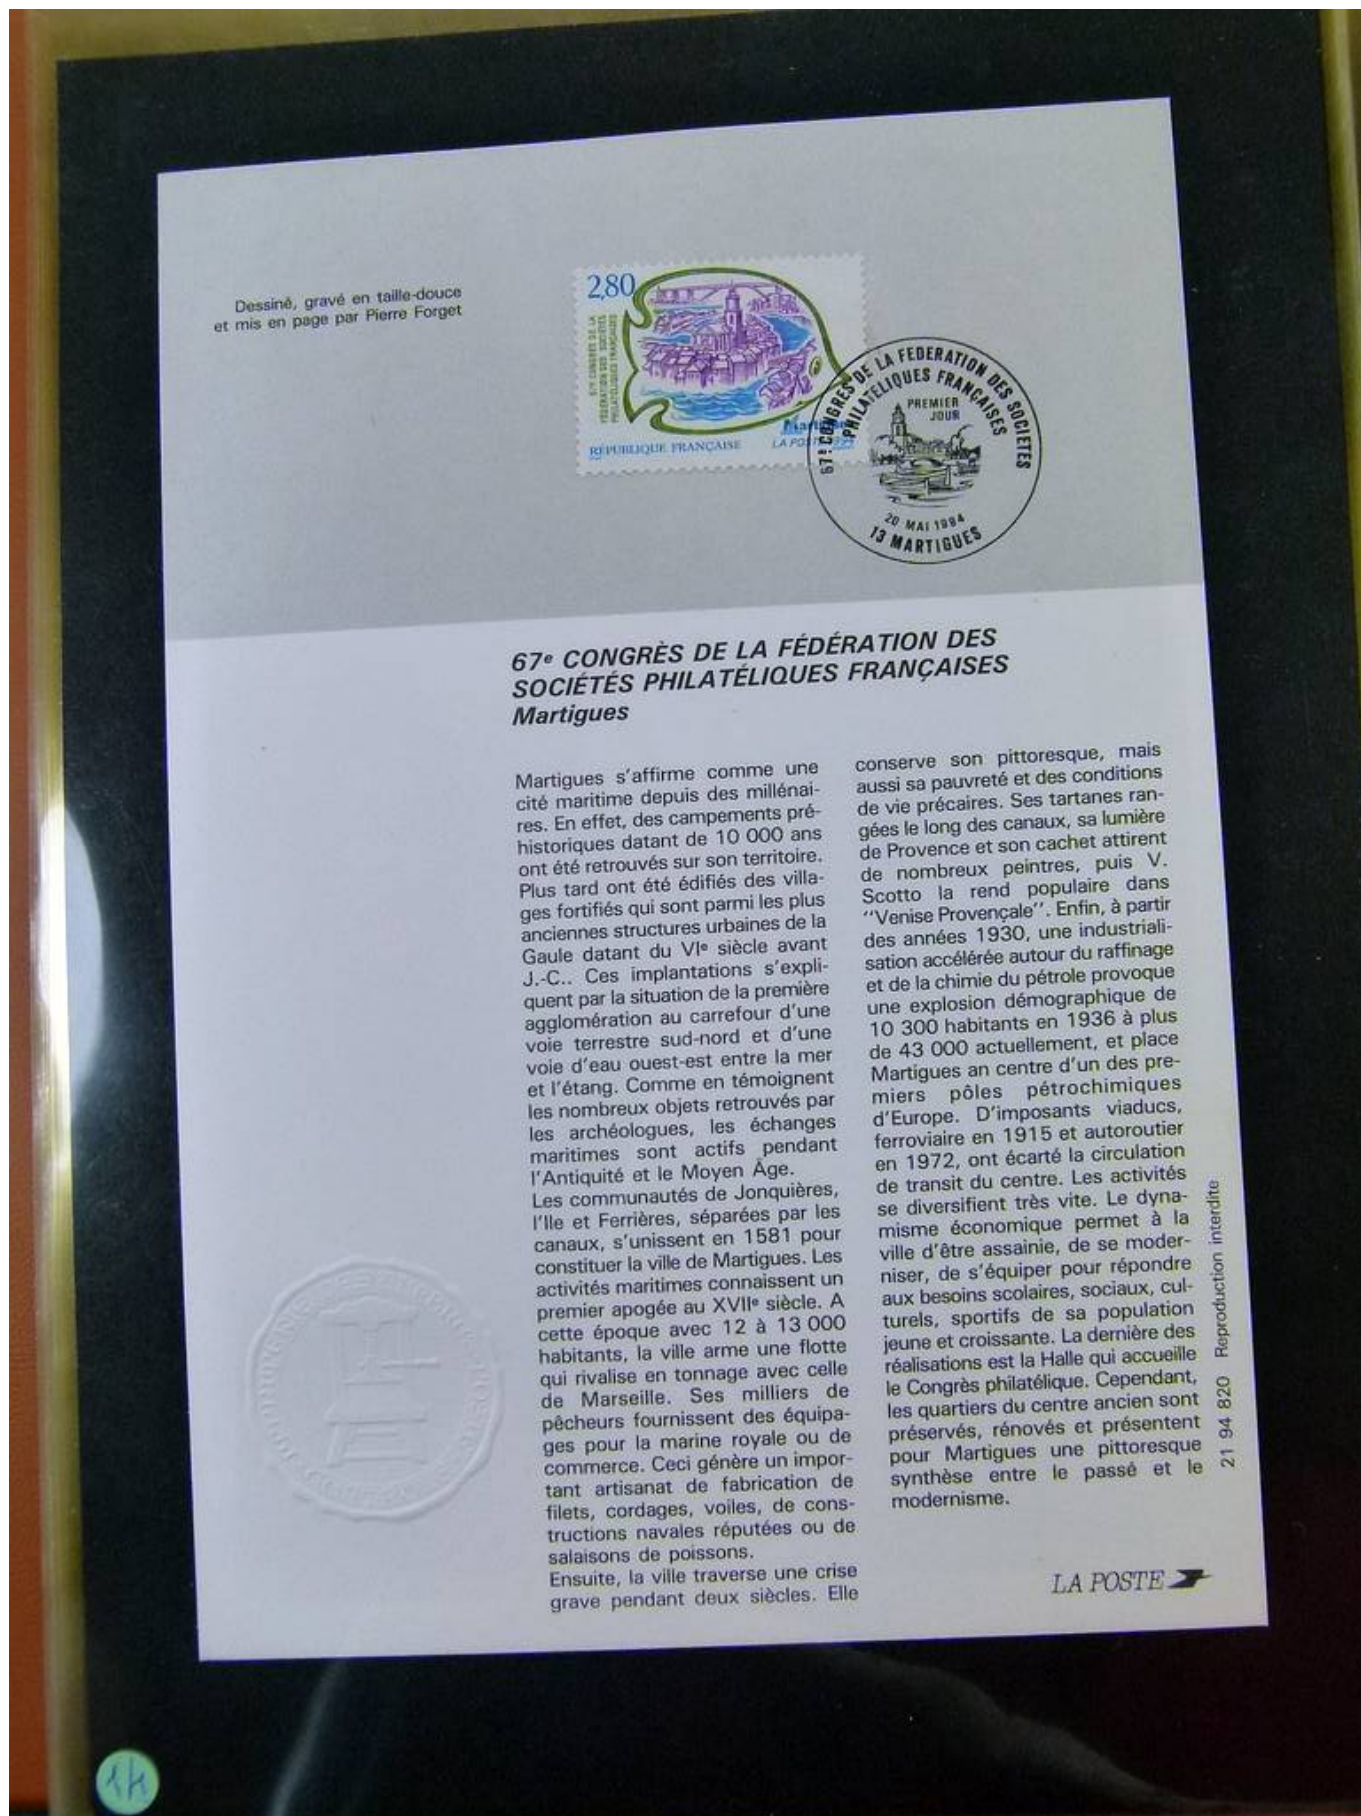 Dessiné, gravé en taille-douce
et mis en page par Pierre Forget
2,80
67e CONGRÈS DE LA
FÉDÉRATION DES SOCIÉTÉS
PHILATÉLIQUES FRANÇAISES
RÉPUBLIQUE FRANÇAISE
LA POSTE 1994
67e CONGRÈS DE LA FEDERATION DES SOCIETES
PHILATELIQUES FRANÇAISES
PREMIER
JOUR
20 MAI 1994
13 MARTIGUES
67e CONGRÈS DE LA FÉDÉRATION DES
SOCIÉTÉS PHILATÉLIQUES FRANÇAISES
Martigues
Martigues s'affirme comme une
cité maritime depuis des millénai-
res. En effet, des campements pré-
historiques datant de 10 000 ans
ont été retrouvés sur son territoire.
Plus tard ont été édifiés des villa-
ges fortifiés qui sont parmi les plus
anciennes structures urbaines de la
Gaule datant du VIe siècle avant
J.-C.. Ces implantations s'expli-
quent par la situation de la première
agglomération au carrefour d'une
voie terrestre sud-nord et d'une
voie d'eau ouest-est entre la mer
et l'étang. Comme en témoignent
les nombreux objets retrouvés par
les archéologues, les échanges
maritimes sont actifs pendant
l'Antiquité et le Moyen Âge.
Les communautés de Jonquières,
l'Ile et Ferrières, séparées par les
canaux, s'unissent en 1581 pour
constituer la ville de Martigues. Les
activités maritimes connaissent un
premier apogée au XVIIe siècle. A
cette époque avec 12 à 13 000
habitants, la ville arme une flotte
qui rivalise en tonnage avec celle
de Marseille. Ses milliers de
pêcheurs fournissent des équipa-
ges pour la marine royale ou de
commerce. Ceci génère un impor-
tant artisanat de fabrication de
filets, cordages, voiles, de cons-
tructions navales réputées ou de
salaisons de poissons.
Ensuite, la ville traverse une crise
grave pendant deux siècles. Elle
conserve son pittoresque, mais
aussi sa pauvreté et des conditions
de vie précaires. Ses tartanes ran-
gées le long des canaux, sa lumière
de Provence et son cachet attirent
de nombreux peintres, puis V.
Scotto la rend populaire dans
''Venise Provençale''. Enfin, à partir
des années 1930, une industriali-
sation accélérée autour du raffinage
et de la chimie du pétrole provoque
une explosion démographique de
10 300 habitants en 1936 à plus
de 43 000 actuellement, et place
Martigues an centre d'un des pre-
miers pôles pétrochimiques
d'Europe. D'imposants viaducs,
ferroviaire en 1915 et autoroutier
en 1972, ont écarté la circulation
de transit du centre. Les activités
se diversifient très vite. Le dyna-
misme économique permet à la
ville d'être assainie, de se moder-
niser, de s'équiper pour répondre
aux besoins scolaires, sociaux, cul-
turels, sportifs de sa population
jeune et croissante. La dernière des
réalisations est la Halle qui accueille
le Congrès philatélique. Cependant,
les quartiers du centre ancien sont
préservés, rénovés et présentent
pour Martigues une pittoresque
synthèse entre le passé et le
modernisme.
21 94 820 Reproduction interdite
LA POSTE